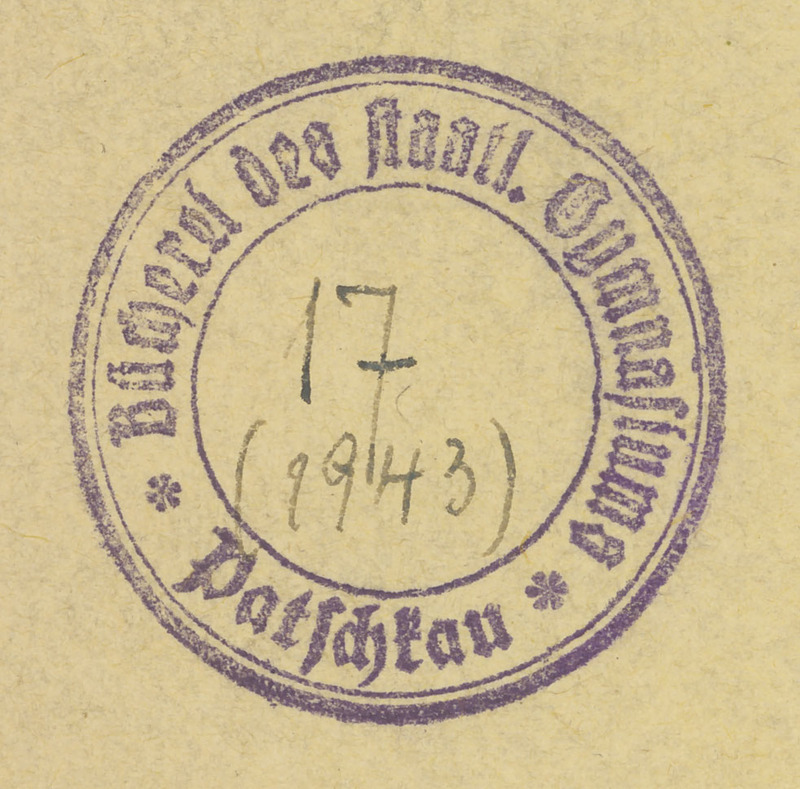 Bücherei des staatl. Gymnasiums
* Patschkau *
17
(1943)